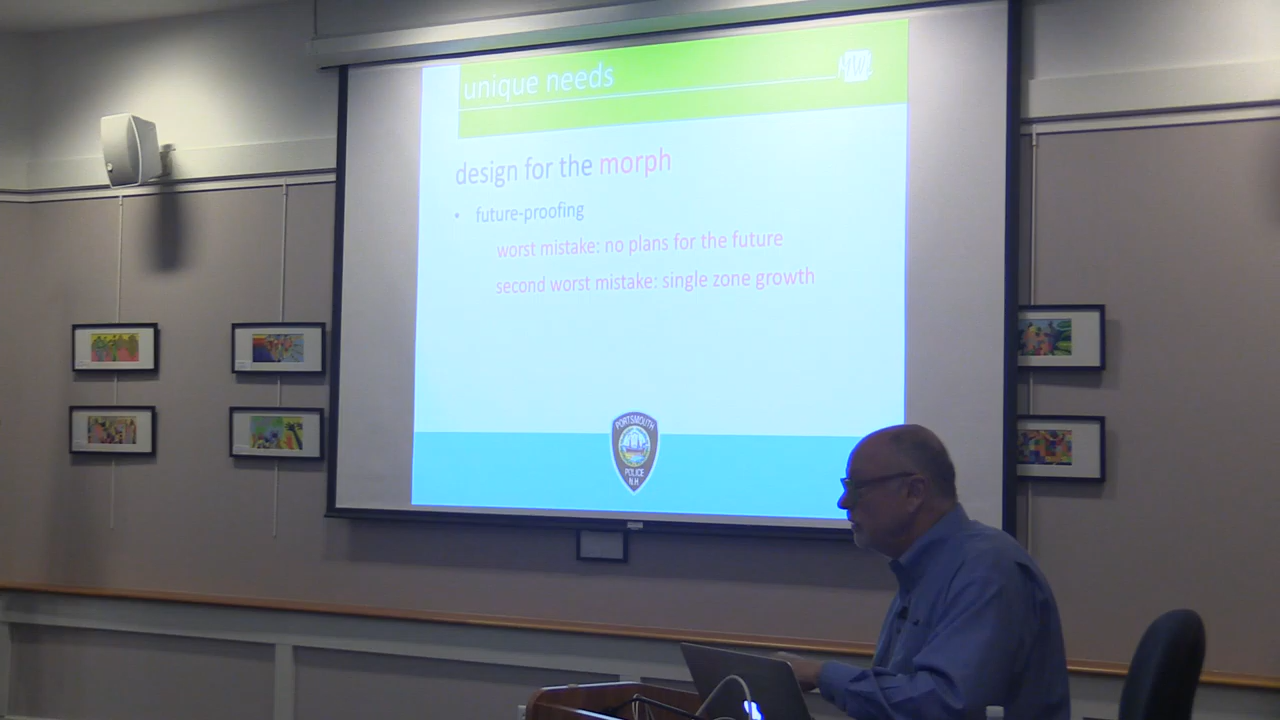 unique needs
MW
design for the morph
• future-proofing
worst mistake: no plans for the future
second worst mistake: single zone growth
PORTSMOUTH
POLICE
N.H